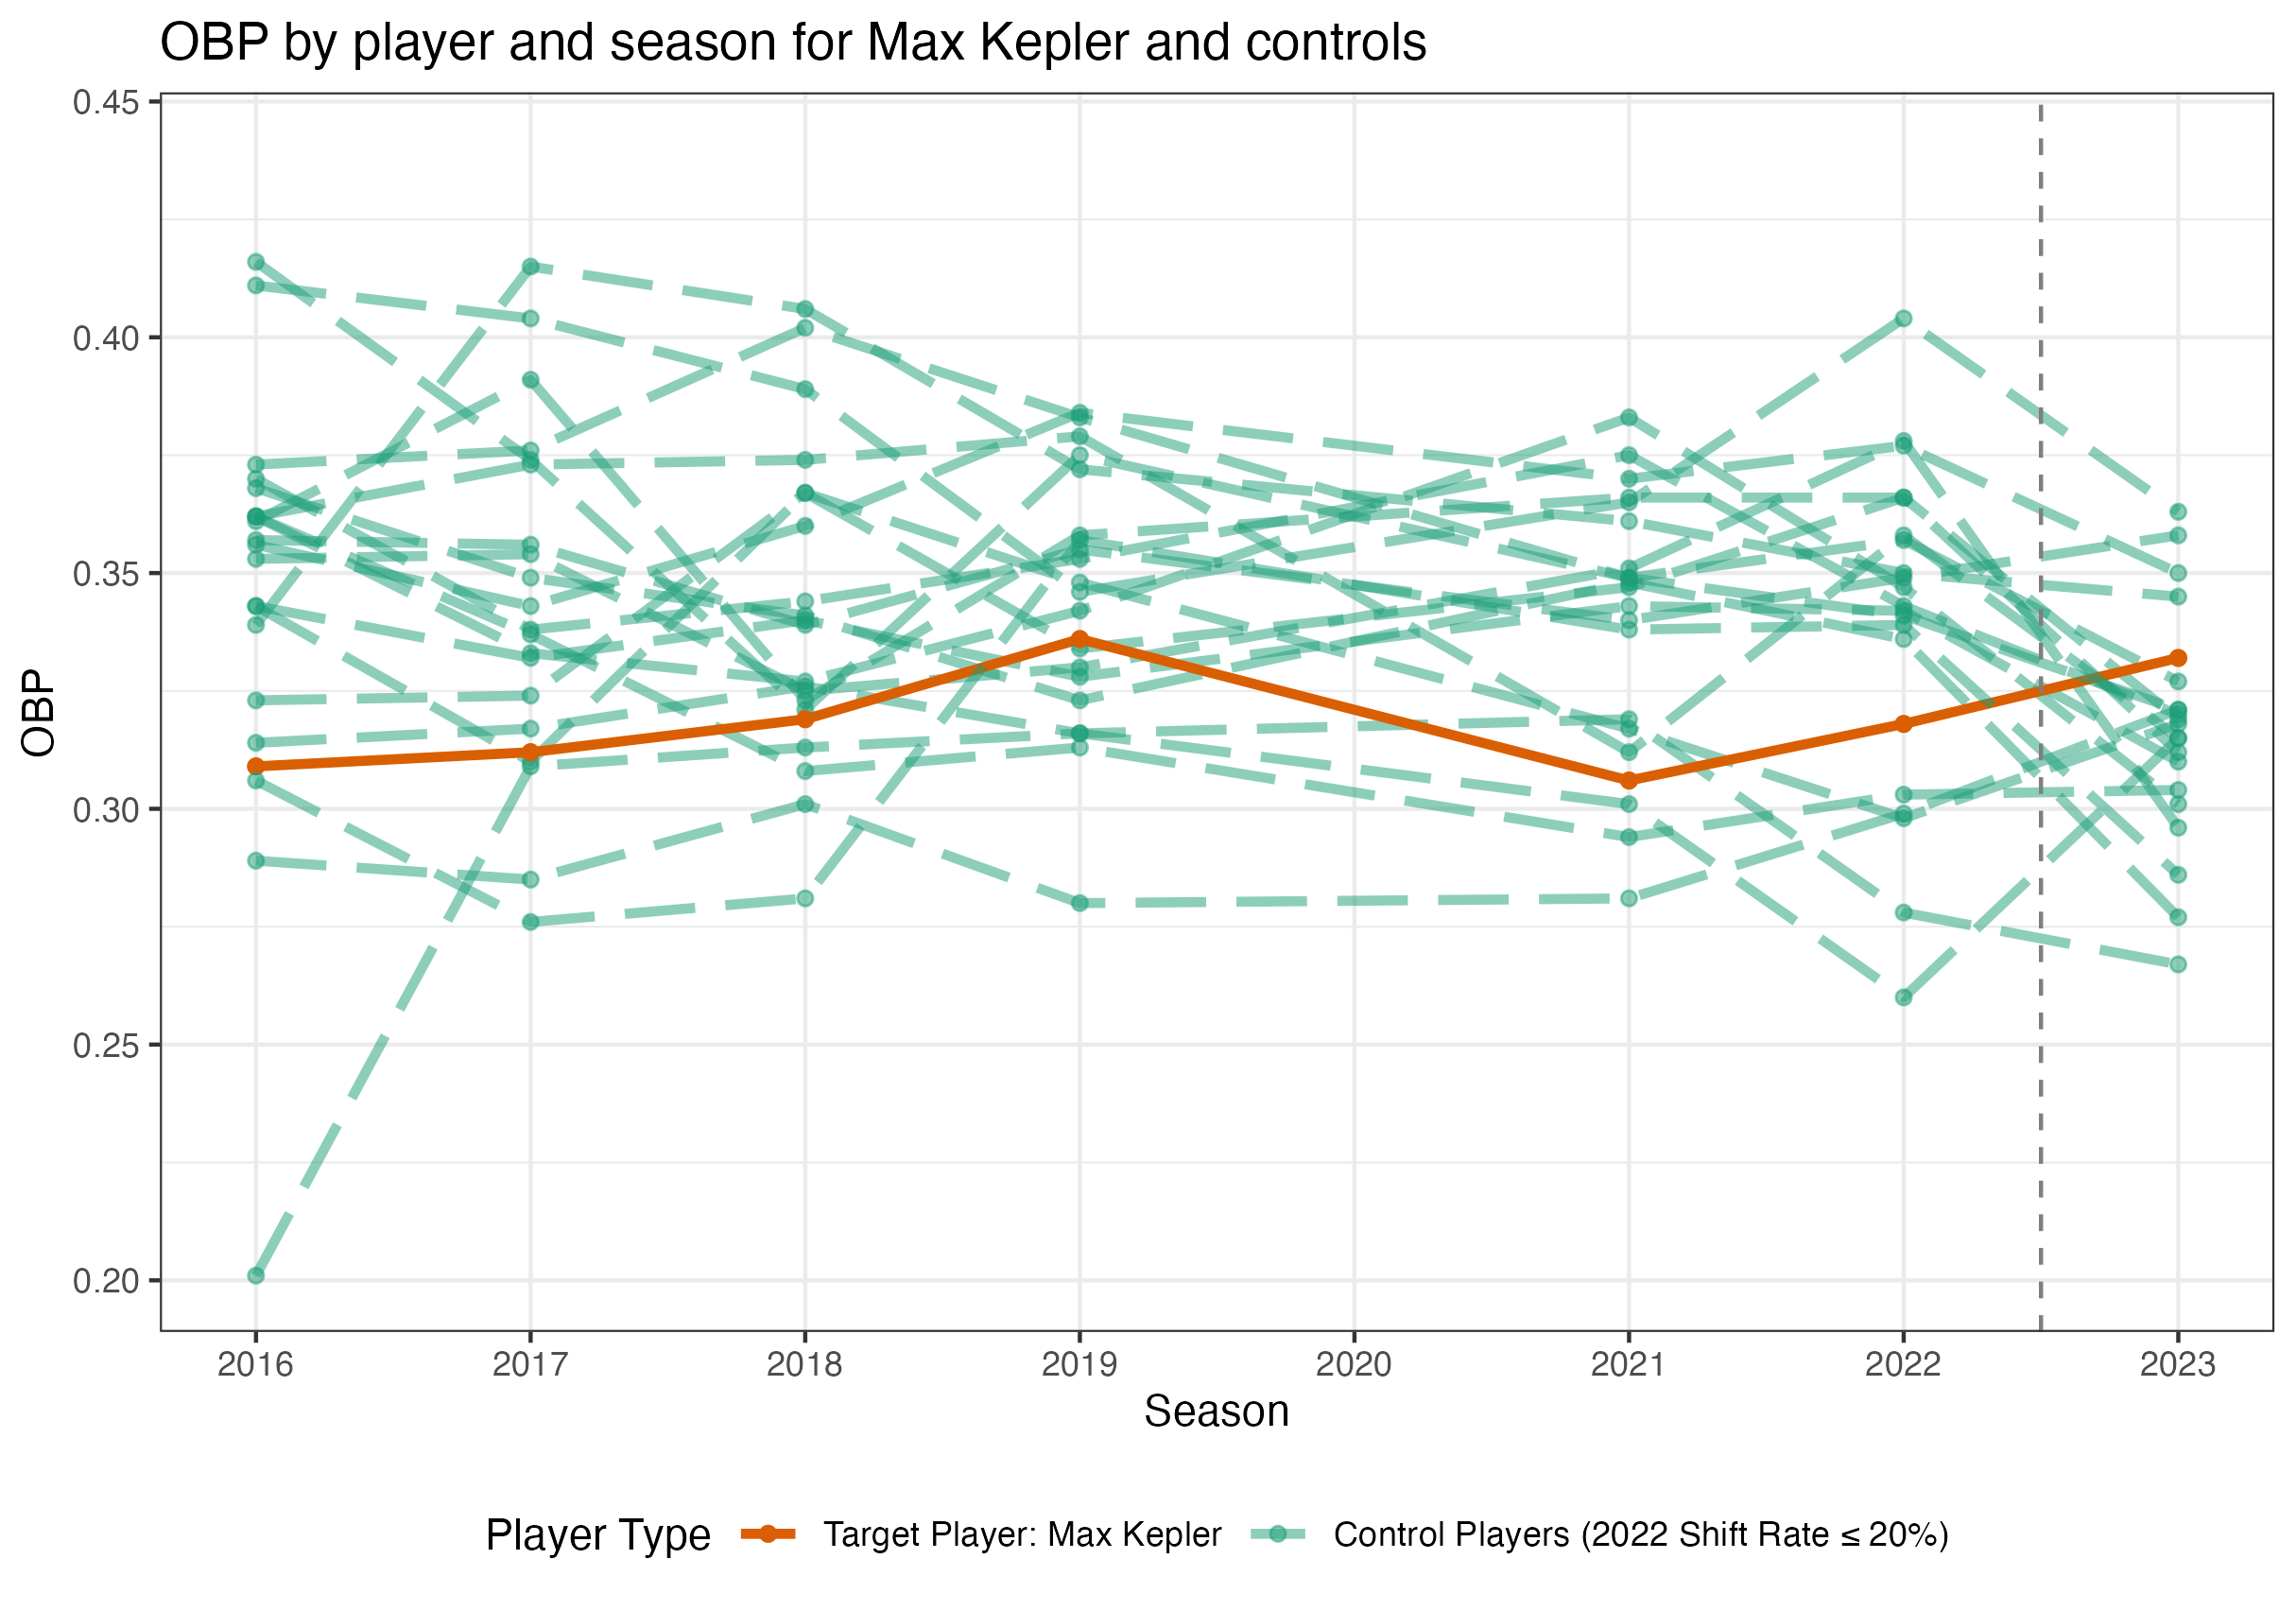 OBP by player and season for Max Kepler and controls
0.45
0.40
0.35
0.30
0.25
0.20
OBP
2016 2017 2018 2019 2020 2021 2022 2023
Season
Player Type Target Player: Max Kepler Control Players (2022 Shift Rate ≤ 20%)